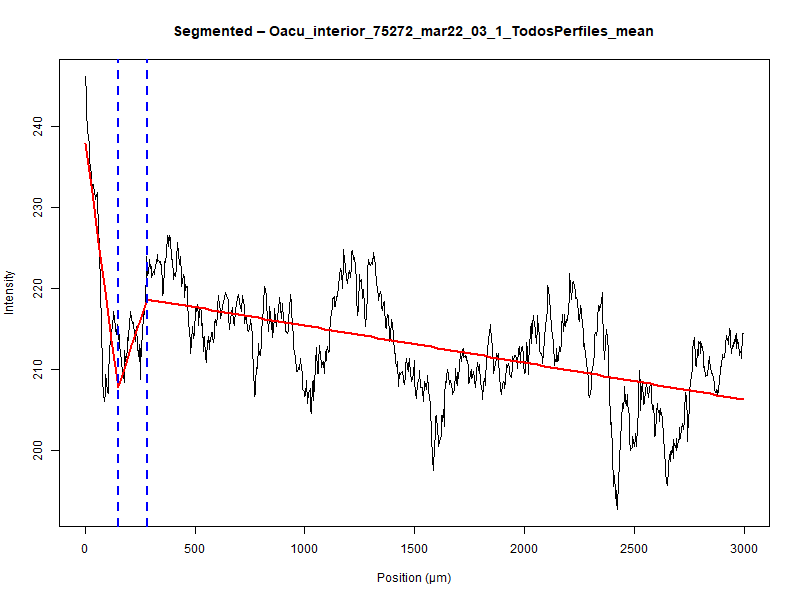 Segmented – Oacu_interior_75272_mar22_03_1_TodosPerfiles_mean
Intensity
240
230
220
210
200
0 500 1000 1500 2000 2500 3000
Position (µm)